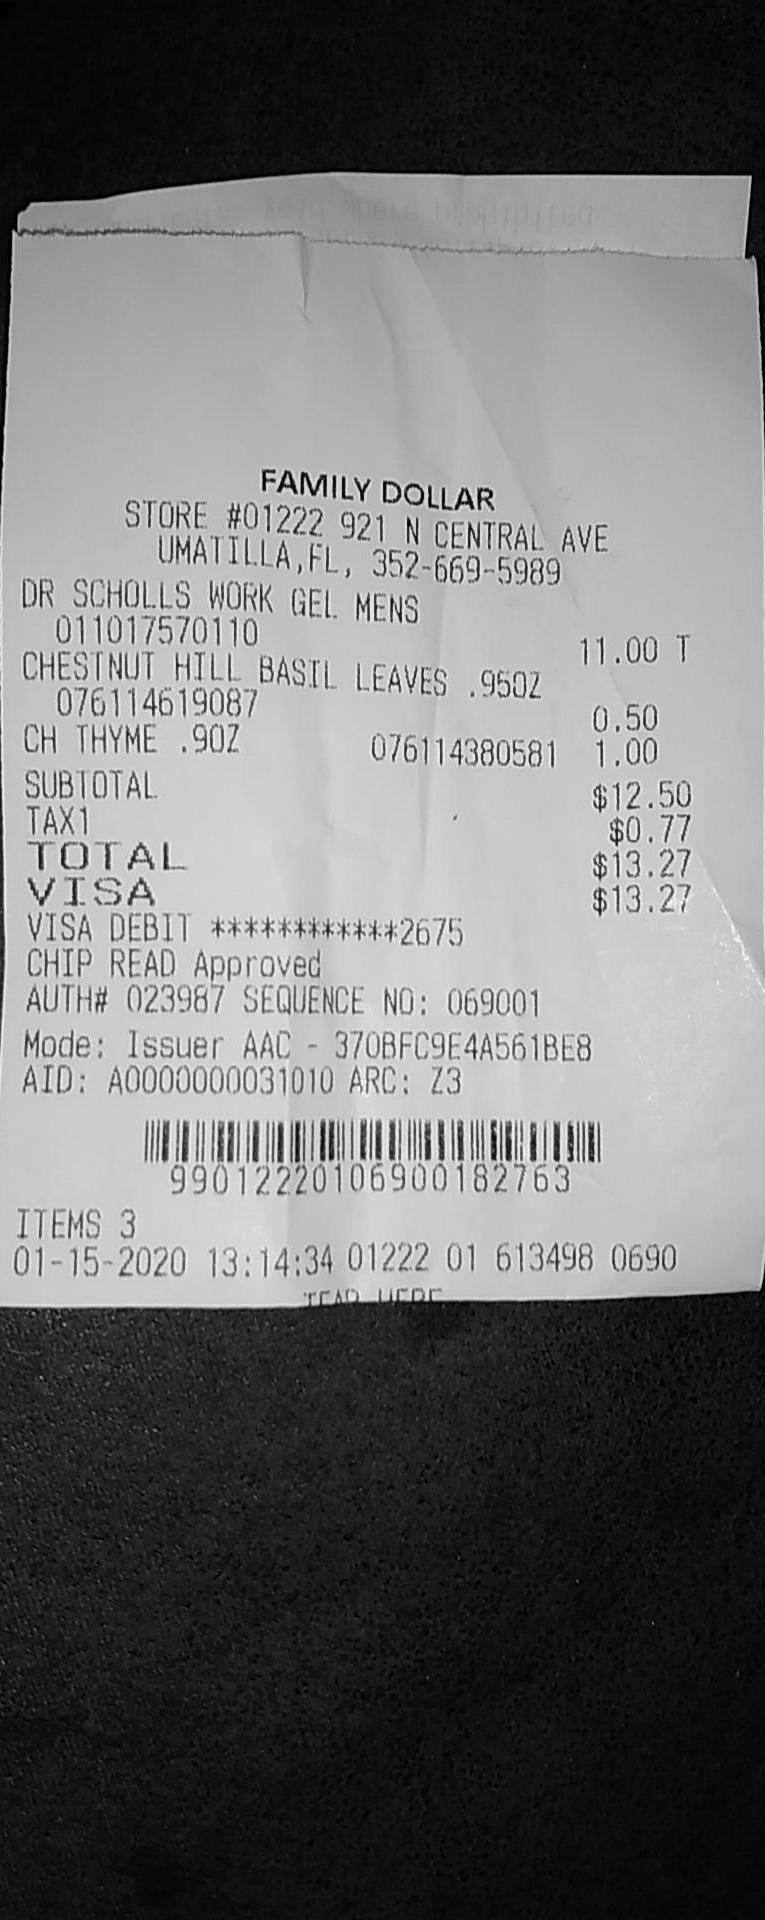 FAMILY DOLLAR
STORE #01222 921 N CENTRAL AVE
UMATILLA,FL, 352-669-5989
DR SCHOLLS WORK GEL MENS
011017570110 11.00 T
CHESTNUT HILL BASIL LEAVES .95OZ
076114619087 0.50
CH THYME .9OZ 076114380581 1.00
SUBTOTAL $12.50
TAX1 $0.77
TOTAL $13.27
VISA $13.27
VISA DEBIT ************2675
CHIP READ Approved
AUTH# 023987 SEQUENCE NO: 069001
Mode: Issuer AAC - 370BFC9E4A561BE8
AID: A0000000031010 ARC: Z3
99012220106900182763
ITEMS 3
01-15-2020 13:14:34 01222 01 613498 0690
TEAR HERE